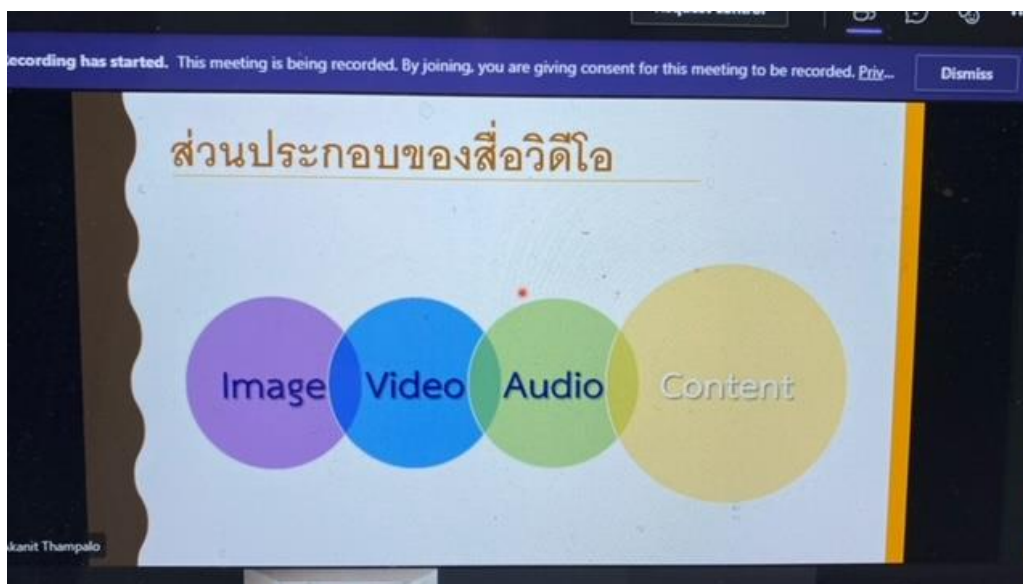 Recording has started. This meeting is being recorded. By joining, you are giving consent for this meeting to be recorded. Priv... Dismiss
ส่วนประกอบของสื่อวิดีโอ
Image Video Audio Content
Thampalo